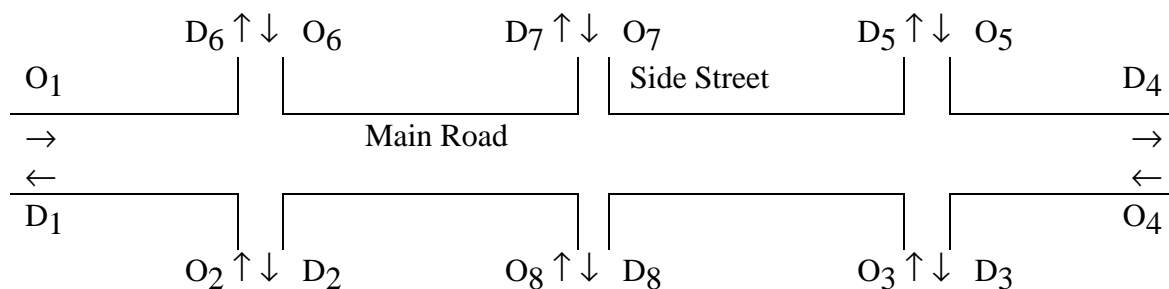 D6 ↑ ↓ O6 D7 ↑ ↓ O7 D5 ↑ ↓ O5
O1 Side Street D4
→ Main Road →
← ←
D1 O4
O2 ↑ ↓ D2 O8 ↑ ↓ D8 O3 ↑ ↓ D3